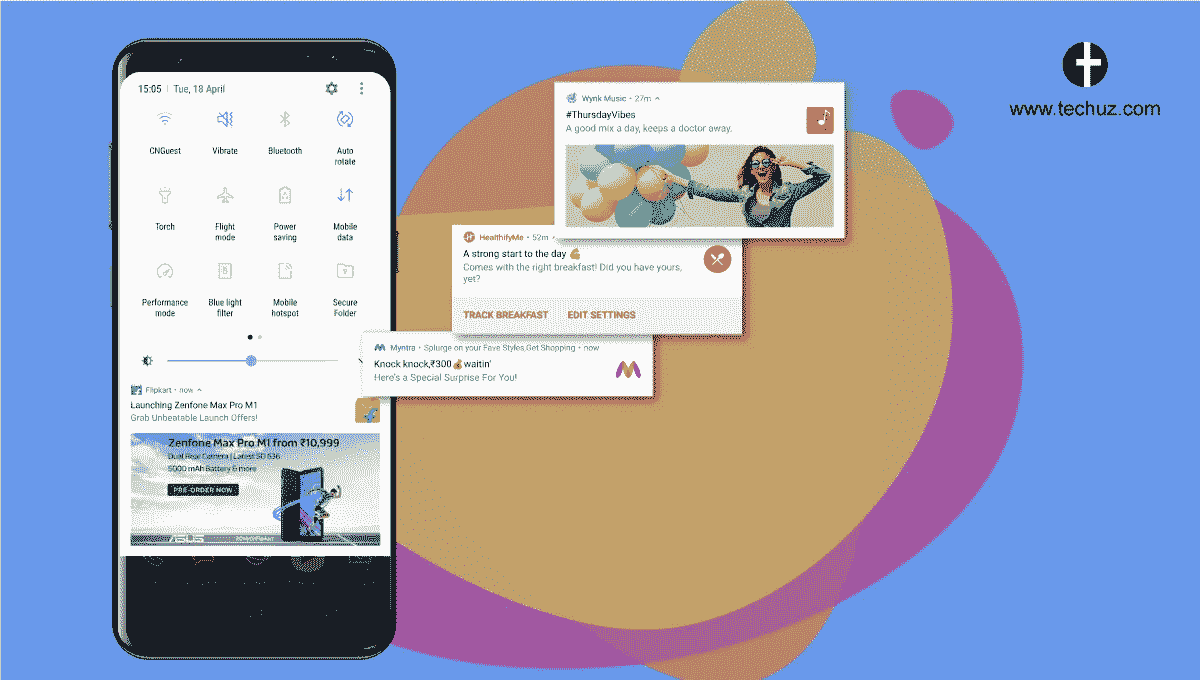 15:05 | Tue, 18 April
CNGuest
Vibrate
Bluetooth
Auto
rotate
Torch
Flight
mode
Power
saving
Mobile
data
Performance
mode
Blue light
filter
Mobile
hotspot
Secure
Folder
Flipkart • now
Launching Zenfone Max Pro M1
Grab Unbeatable Launch Offers!
Zenfone Max Pro M1 from ₹10,999
Dual Rear Camera | Latest SD 636
5000 mAh Battery & more
PRE-ORDER NOW
ASUS
Wynk Music • 27m
#ThursdayVibes
A good mix a day, keeps a doctor away.
HealthifyMe • 52m
A strong start to the day 💪
Comes with the right breakfast! Did you have yours,
yet?
TRACK BREAKFAST EDIT SETTINGS
Myntra • Splurge on your Fave Styles,Get Shopping • now
Knock knock,₹300💰waitin'
Here's a Special Surprise For You!
www.techuz.com